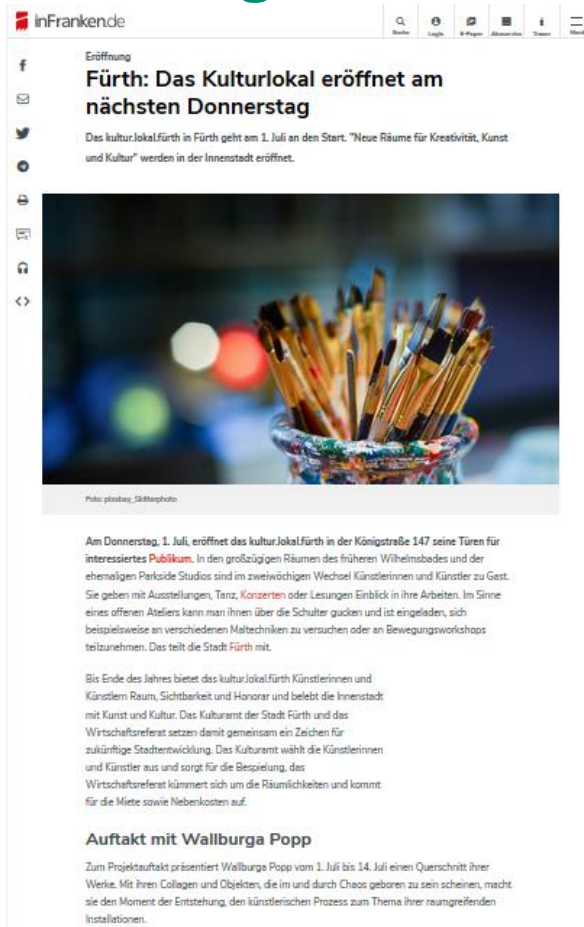 inFranken.de
Suche
Login
E-Paper
Aboservice
Trauer
Menü
Eröffnung
Fürth: Das Kulturlokal eröffnet am
nächsten Donnerstag
Das kultur.lokal.fürth in Fürth geht am 1. Juli an den Start. "Neue Räume für Kreativität, Kunst
und Kultur" werden in der Innenstadt eröffnet.
Foto: pixabay_Skitterphoto
Am Donnerstag, 1. Juli, eröffnet das kultur.lokal.fürth in der Königstraße 147 seine Türen für
interessiertes Publikum. In den großzügigen Räumen des früheren Wilhelmsbades und der
ehemaligen Parkside Studios sind im zweiwöchigen Wechsel Künstlerinnen und Künstler zu Gast.
Sie geben mit Ausstellungen, Tanz, Konzerten oder Lesungen Einblick in ihre Arbeiten. Im Sinne
eines offenen Ateliers kann man ihnen über die Schulter gucken und ist eingeladen, sich
beispielsweise an verschiedenen Maltechniken zu versuchen oder an Bewegungsworkshops
teilzunehmen. Das teilt die Stadt Fürth mit.
Bis Ende des Jahres bietet das kultur.lokal.fürth Künstlerinnen und
Künstlern Raum, Sichtbarkeit und Honorar und belebt die Innenstadt
mit Kunst und Kultur. Das Kulturamt der Stadt Fürth und das
Wirtschaftsreferat setzen damit gemeinsam ein Zeichen für
zukünftige Stadtentwicklung. Das Kulturamt wählt die Künstlerinnen
und Künstler aus und sorgt für die Bespielung, das
Wirtschaftsreferat kümmert sich um die Räumlichkeiten und kommt
für die Miete sowie Nebenkosten auf.
Auftakt mit Wallburga Popp
Zum Projektauftakt präsentiert Wallburga Popp vom 1. Juli bis 14. Juli einen Querschnitt ihrer
Werke. Mit ihren Collagen und Objekten, die im und durch Chaos geboren zu sein scheinen, macht
sie den Moment der Entstehung, den künstlerischen Prozess zum Thema ihrer raumgreifenden
Installationen.